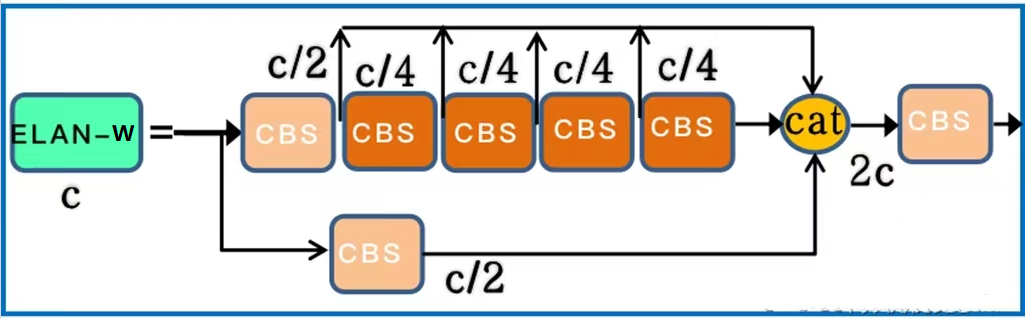 c/2 c/4 c/4 c/4 c/4
ELAN-W = CBS CBS CBS CBS CBS cat CBS
c 2c
CBS
c/2